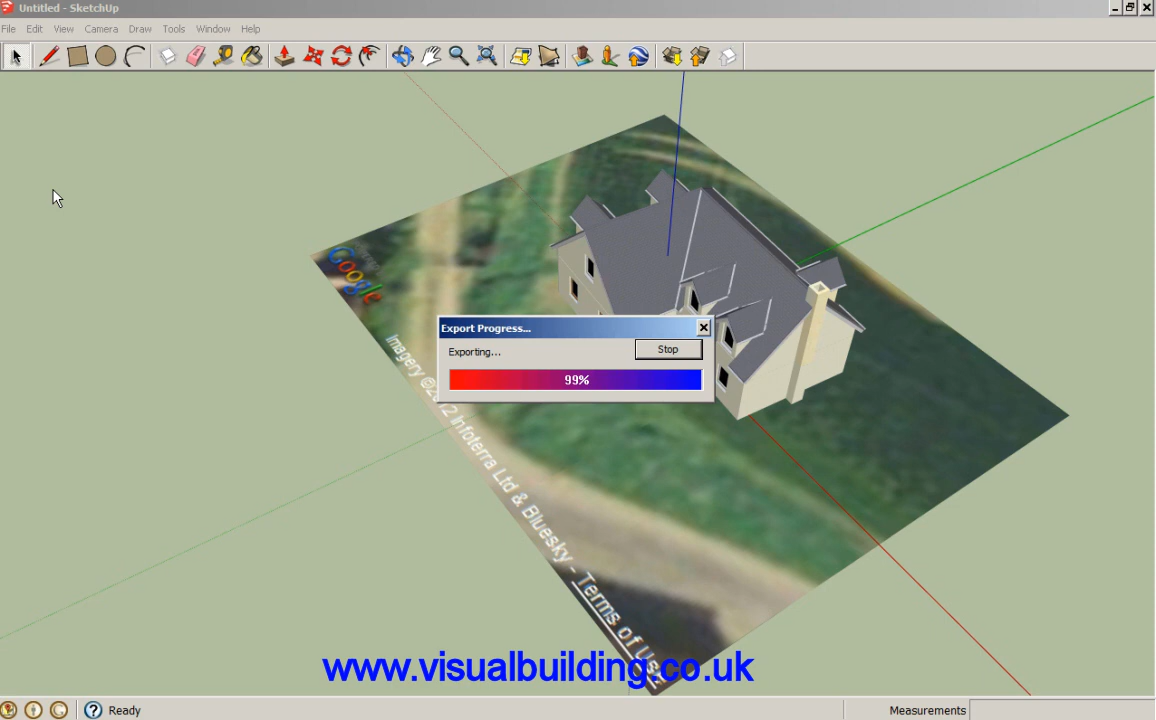 Untitled - SketchUp
File Edit View Camera Draw Tools Window Help
Google
Export Progress...
Exporting...
Stop
99%
Infoterra Ltd & Bluesky - Terms of Use
www.visualbuilding.co.uk
Ready
Measurements